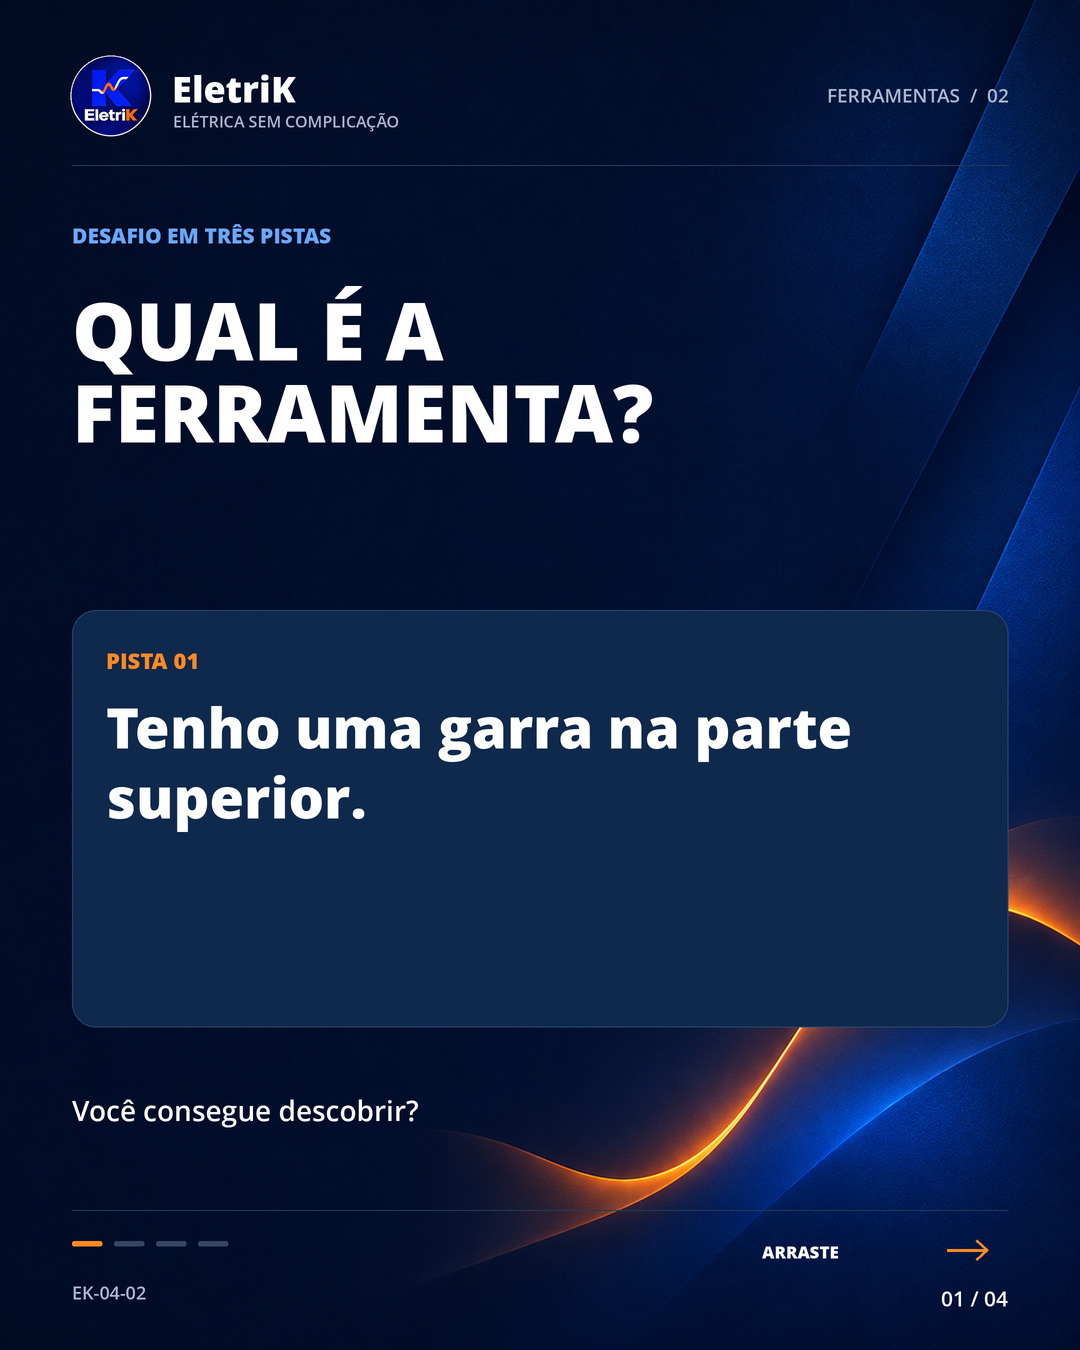 EletriK
EletriK
ELÉTRICA SEM COMPLICAÇÃO
FERRAMENTAS / 02
DESAFIO EM TRÊS PISTAS
QUAL É A
FERRAMENTA?
PISTA 01
Tenho uma garra na parte
superior.
Você consegue descobrir?
ARRASTE
EK-04-02
01 / 04